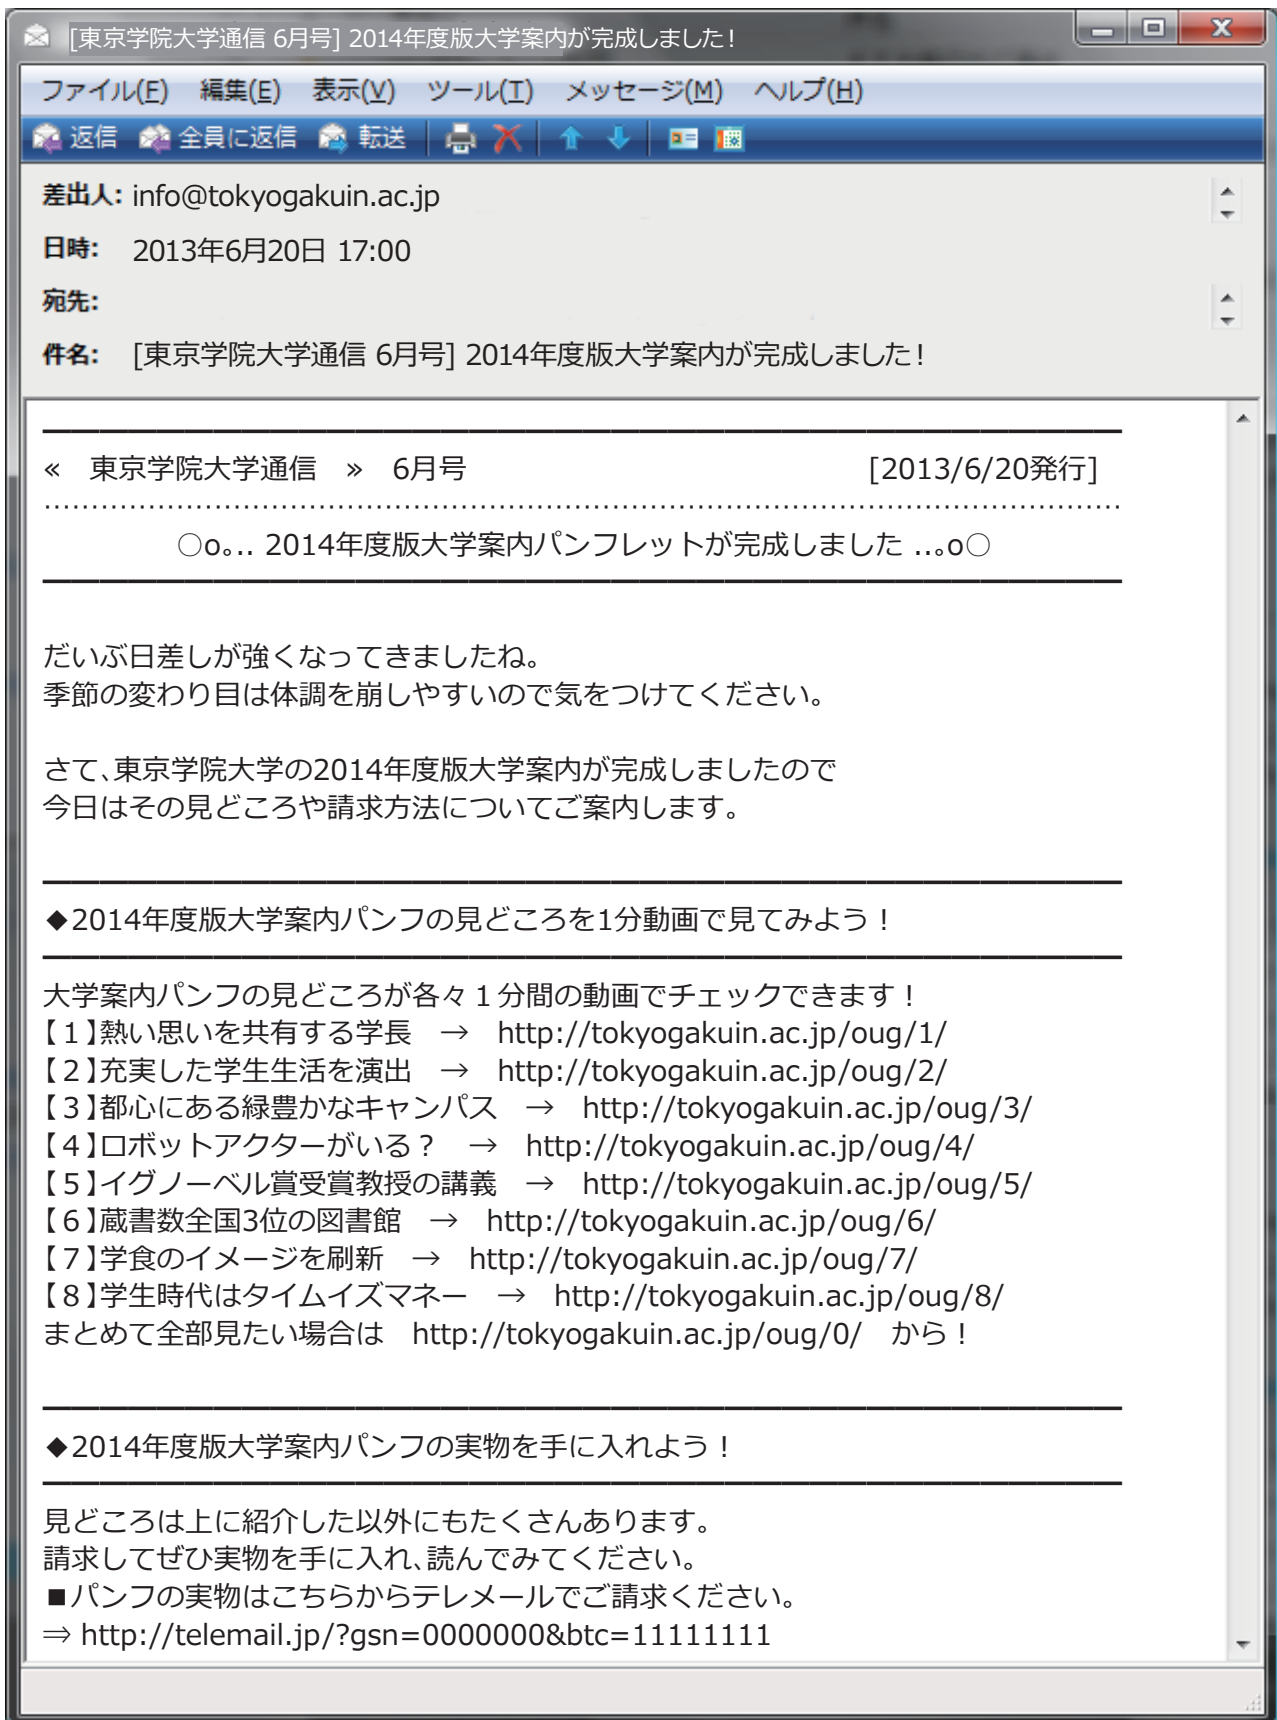 [東京学院大学通信 6月号] 2014年度版大学案内が完成しました!
ファイル(F) 編集(E) 表示(V) ツール(T) メッセージ(M) ヘルプ(H)
返信 全員に返信 転送
差出人: info@tokyogakuin.ac.jp
日時: 2013年6月20日 17:00
宛先:
件名: [東京学院大学通信 6月号] 2014年度版大学案内が完成しました!
« 東京学院大学通信 » 6月号 [2013/6/20発行]
○o。... 2014年度版大学案内パンフレットが完成しました ...。o○
だいぶ日差しが強くなってきましたね。
季節の変わり目は体調を崩しやすいので気をつけてください。
さて、東京学院大学の2014年度版大学案内が完成しましたので
今日はその見どころや請求方法についてご案内します。
◆2014年度版大学案内パンフの見どころを1分動画で見てみよう!
大学案内パンフの見どころが各々1分間の動画でチェックできます!
【1】熱い思いを共有する学長 → http://tokyogakuin.ac.jp/oug/1/
【2】充実した学生生活を演出 → http://tokyogakuin.ac.jp/oug/2/
【3】都心にある緑豊かなキャンパス → http://tokyogakuin.ac.jp/oug/3/
【4】ロボットアクターがいる? → http://tokyogakuin.ac.jp/oug/4/
【5】イグノーベル賞受賞教授の講義 → http://tokyogakuin.ac.jp/oug/5/
【6】蔵書数全国3位の図書館 → http://tokyogakuin.ac.jp/oug/6/
【7】学食のイメージを刷新 → http://tokyogakuin.ac.jp/oug/7/
【8】学生時代はタイムイズマネー → http://tokyogakuin.ac.jp/oug/8/
まとめて全部見たい場合は http://tokyogakuin.ac.jp/oug/0/ から!
◆2014年度版大学案内パンフの実物を手に入れよう!
見どころは上に紹介した以外にもたくさんあります。
請求してぜひ実物を手に入れ、読んでみてください。
■パンフの実物はこちらからテレメールでご請求ください。
⇒ http://telemail.jp/?gsn=0000000&btc=11111111